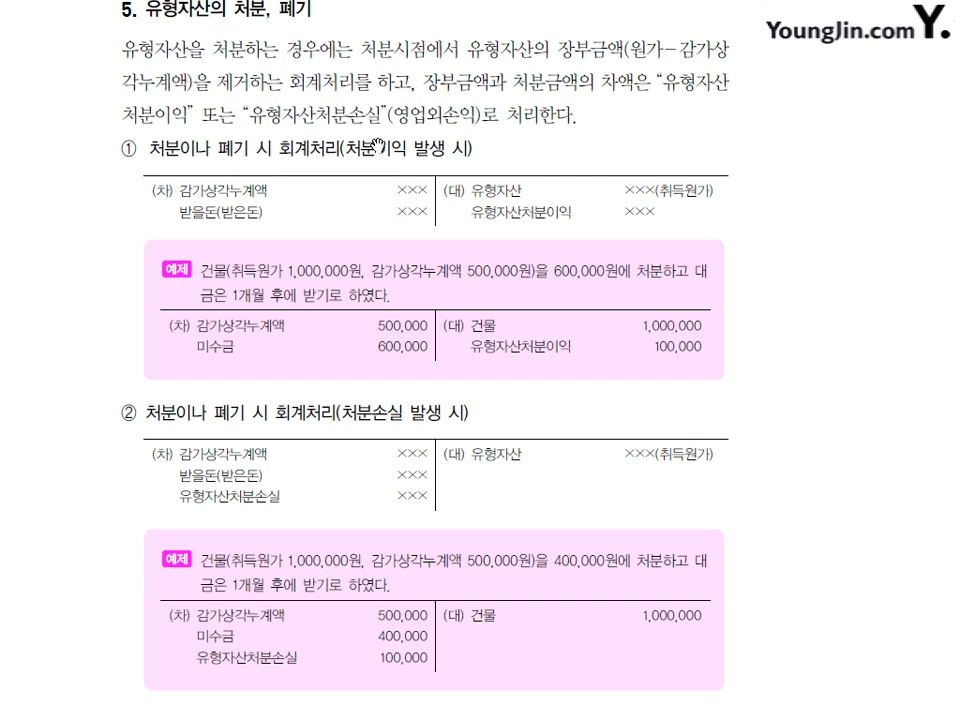 5. 유형자산의 처분, 폐기
YoungJin.com Y.
유형자산을 처분하는 경우에는 처분시점에서 유형자산의 장부금액(원가-감가상
각누계액)을 제거하는 회계처리를 하고, 장부금액과 처분금액의 차액은 “유형자산
처분이익” 또는 “유형자산처분손실”(영업외손익)로 처리한다.
① 처분이나 폐기 시 회계처리(처분이익 발생 시)
(차) 감가상각누계액 ××× (대) 유형자산 ×××(취득원가)
받을돈(받은돈) ××× 유형자산처분이익 ×××
예제 건물(취득원가 1,000,000원, 감가상각누계액 500,000원)을 600,000원에 처분하고 대
금은 1개월 후에 받기로 하였다.
(차) 감가상각누계액 500,000 (대) 건물 1,000,000
미수금 600,000 유형자산처분이익 100,000
② 처분이나 폐기 시 회계처리(처분손실 발생 시)
(차) 감가상각누계액 ××× (대) 유형자산 ×××(취득원가)
받을돈(받은돈) ×××
유형자산처분손실 ×××
예제 건물(취득원가 1,000,000원, 감가상각누계액 500,000원)을 400,000원에 처분하고 대
금은 1개월 후에 받기로 하였다.
(차) 감가상각누계액 500,000 (대) 건물 1,000,000
미수금 400,000
유형자산처분손실 100,000